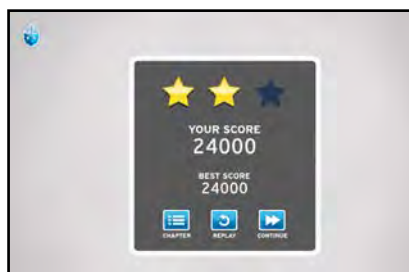 YOUR SCORE
24000
BEST SCORE
24000
CHAPTER REPLAY CONTINUE